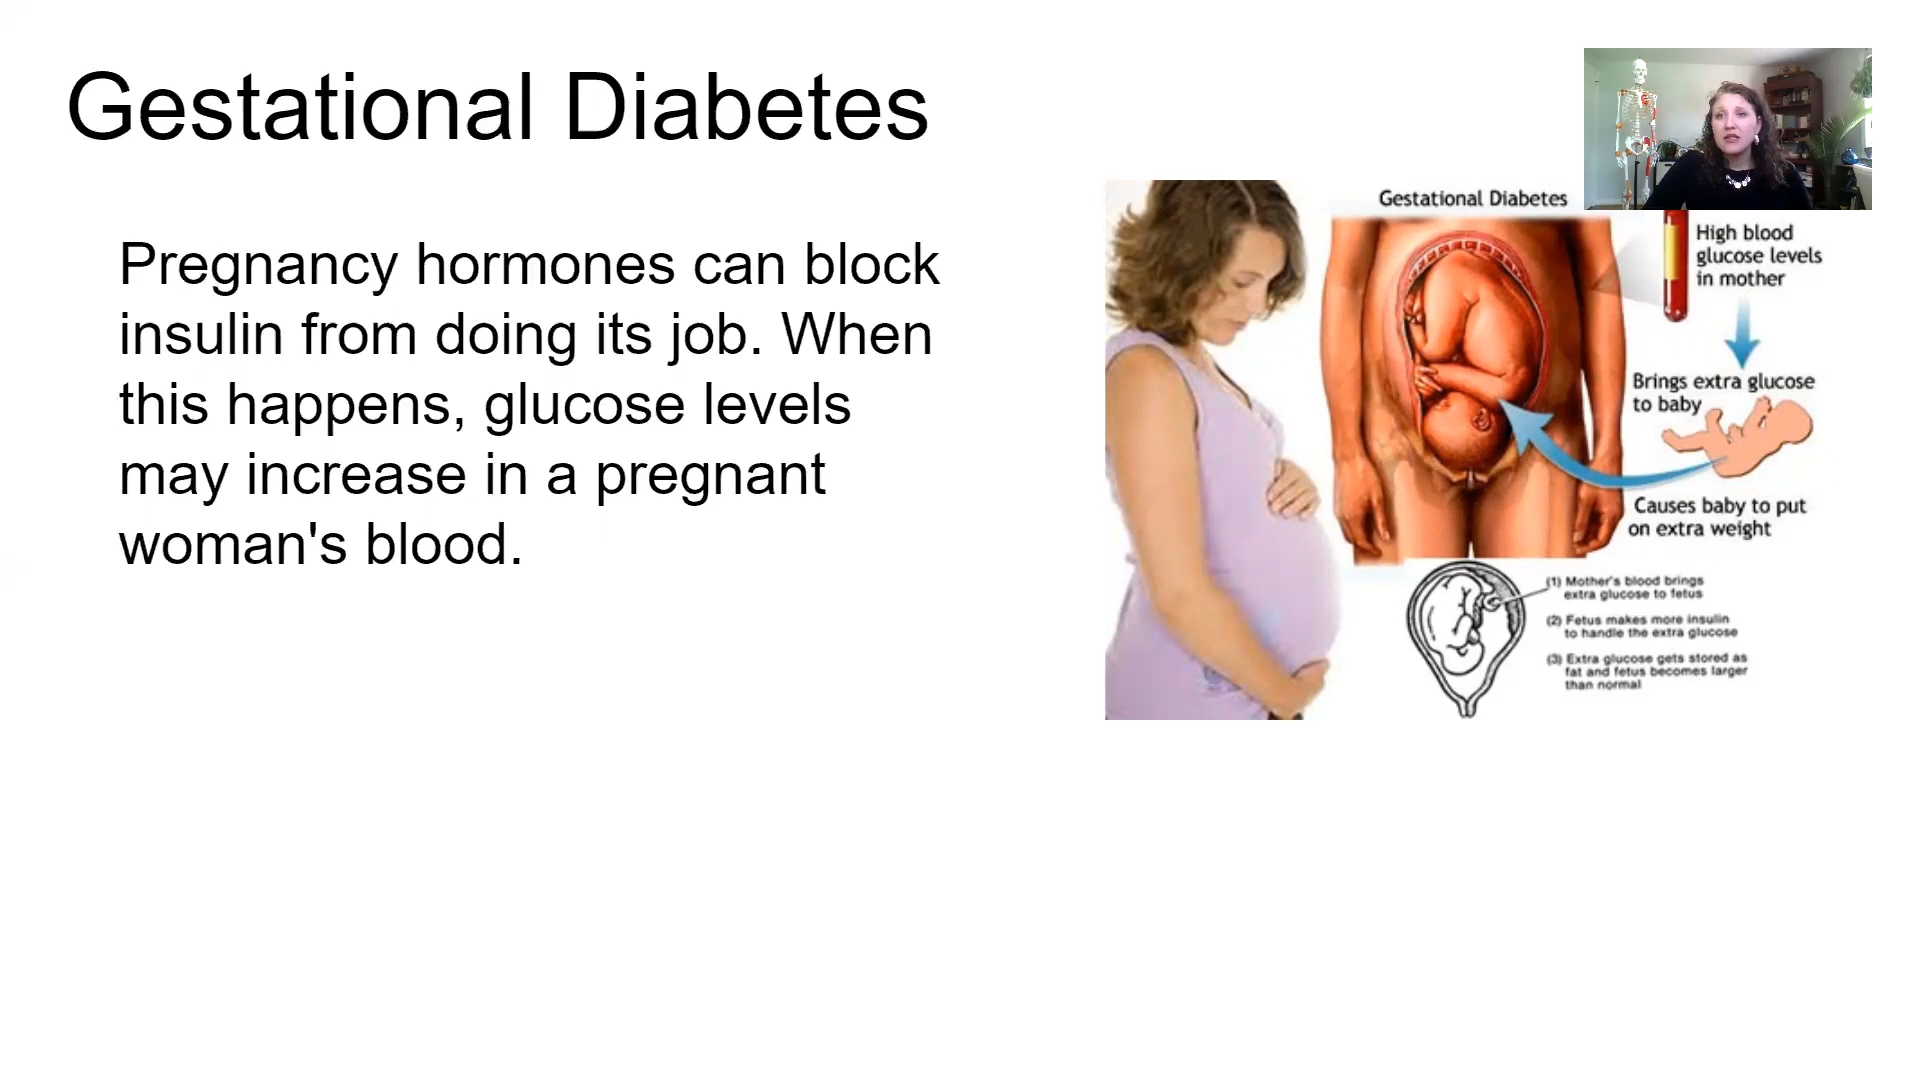 Gestational Diabetes
Pregnancy hormones can block
insulin from doing its job. When
this happens, glucose levels
may increase in a pregnant
woman's blood.
Gestational Diabetes
High blood
glucose levels
in mother
Brings extra glucose
to baby
Causes baby to put
on extra weight
(1) Mother's blood brings
extra glucose to fetus
(2) Fetus makes more insulin
to handle the extra glucose
(3) Extra glucose gets stored as
fat and fetus becomes larger
than normal